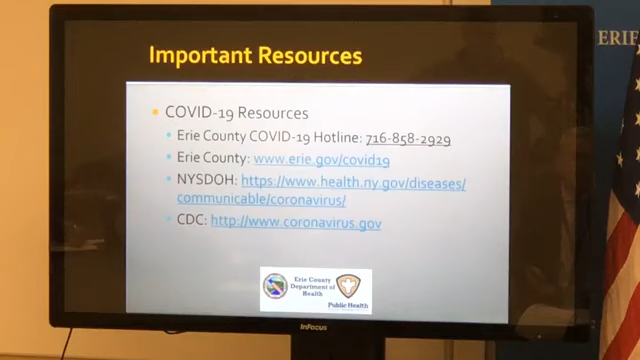 Important Resources
ERIE
COVID-19 Resources
Erie County COVID-19 Hotline: 716-858-2929
Erie County: www.erie.gov/covid19
NYSDOH: https://www.health.ny.gov/diseases/
communicable/coronavirus/
CDC: http://www.coronavirus.gov
Erie County
Department of
Health
Public Health
InFocus